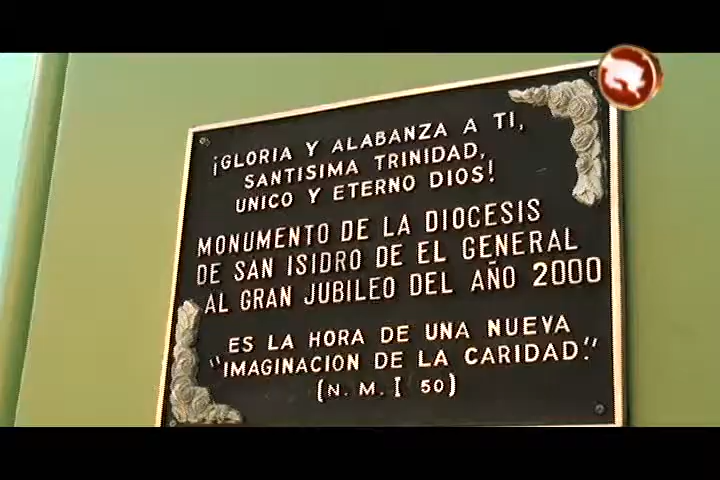 ¡GLORIA Y ALABANZA A TI,
SANTISIMA TRINIDAD,
UNICO Y ETERNO DIOS!
MONUMENTO DE LA DIOCESIS
DE SAN ISIDRO DE EL GENERAL
AL GRAN JUBILEO DEL AÑO 2000
ES LA HORA DE UNA NUEVA
"IMAGINACION DE LA CARIDAD."
(N. M. I 50)